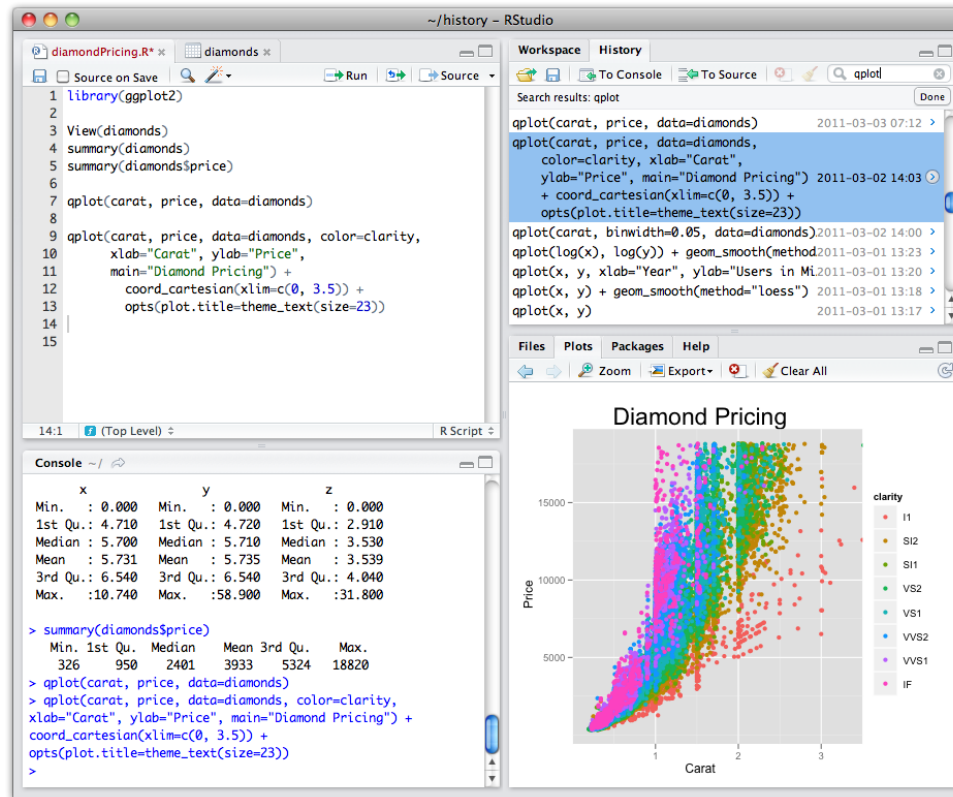 ~/history – RStudio
diamondPricing.R* diamonds
Source on Save Run Source
1 library(ggplot2)
2
3 View(diamonds)
4 summary(diamonds)
5 summary(diamonds$price)
6
7 qplot(carat, price, data=diamonds)
8
9 qplot(carat, price, data=diamonds, color=clarity,
10 xlab="Carat", ylab="Price",
11 main="Diamond Pricing") +
12 coord_cartesian(xlim=c(0, 3.5)) +
13 opts(plot.title=theme_text(size=23))
14
15
14:1 (Top Level) R Script
Console ~/
x y z
Min. : 0.000 Min. : 0.000 Min. : 0.000
1st Qu.: 4.710 1st Qu.: 4.720 1st Qu.: 2.910
Median : 5.700 Median : 5.710 Median : 3.530
Mean : 5.731 Mean : 5.735 Mean : 3.539
3rd Qu.: 6.540 3rd Qu.: 6.540 3rd Qu.: 4.040
Max. :10.740 Max. :58.900 Max. :31.800
> summary(diamonds$price)
Min. 1st Qu. Median Mean 3rd Qu. Max.
326 950 2401 3933 5324 18820
> qplot(carat, price, data=diamonds)
> qplot(carat, price, data=diamonds, color=clarity,
xlab="Carat", ylab="Price", main="Diamond Pricing") +
coord_cartesian(xlim=c(0, 3.5)) +
opts(plot.title=theme_text(size=23))
>
Workspace History
To Console To Source qplot
Search results: qplot Done
qplot(carat, price, data=diamonds) 2011-03-03 07:12
qplot(carat, price, data=diamonds,
color=clarity, xlab="Carat",
ylab="Price", main="Diamond Pricing") 2011-03-02 14:03
+ coord_cartesian(xlim=c(0, 3.5)) +
opts(plot.title=theme_text(size=23))
qplot(carat, binwidth=0.05, data=diamonds) 2011-03-02 14:00
qplot(log(x), log(y)) + geom_smooth(method 2011-03-01 13:23
qplot(x, y, xlab="Year", ylab="Users in Mi 2011-03-01 13:20
qplot(x, y) + geom_smooth(method="loess") 2011-03-01 13:18
qplot(x, y) 2011-03-01 13:17
Files Plots Packages Help
Zoom Export Clear All
Diamond Pricing
15000
10000
5000
Price
1 2 3
Carat
clarity
I1
SI2
SI1
VS2
VS1
VVS2
VVS1
IF